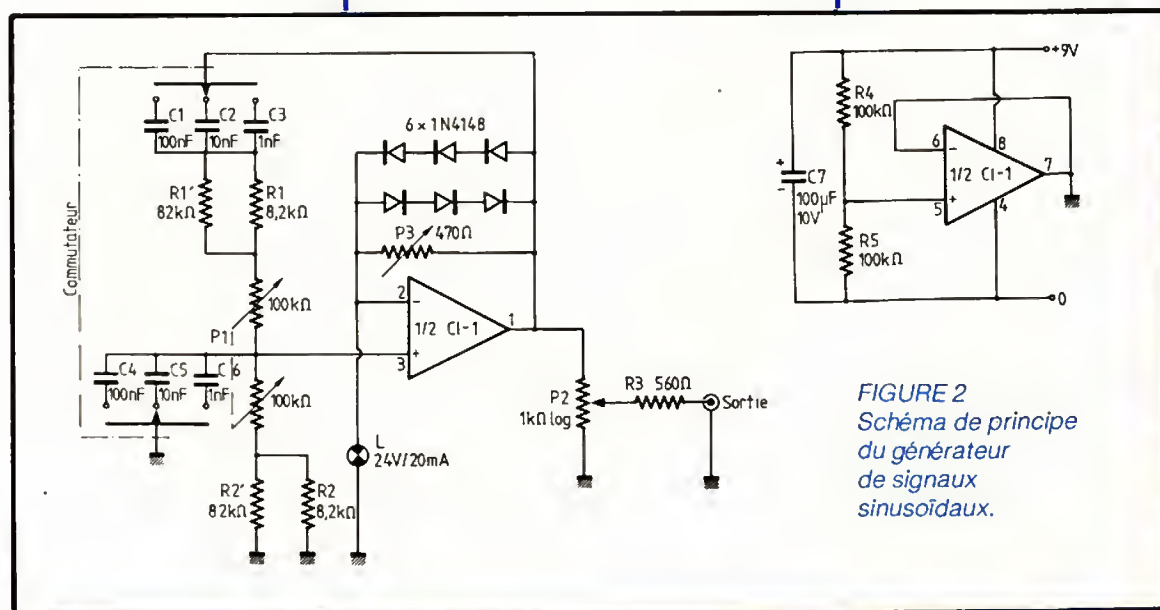 Commutateur
C1
100nF
C2
10nF
C3
1nF
R1'
82kΩ
R1
8,2kΩ
P1
100kΩ
C4
100nF
C5
10nF
C6
1nF
100kΩ
R2'
82kΩ
R2
8,2kΩ
6 x 1N4148
P3 470Ω
2 -
3 +
1/2 CI-1
1
L
24V/20mA
P2
1kΩ log
R3 560Ω
Sortie
+9V
R4
100kΩ
+
-
C7
100µF
10V
6 -
5 +
1/2 CI-1
8
7
4
R5
100kΩ
0
FIGURE 2
Schéma de principe
du générateur
de signaux
sinusoïdaux.